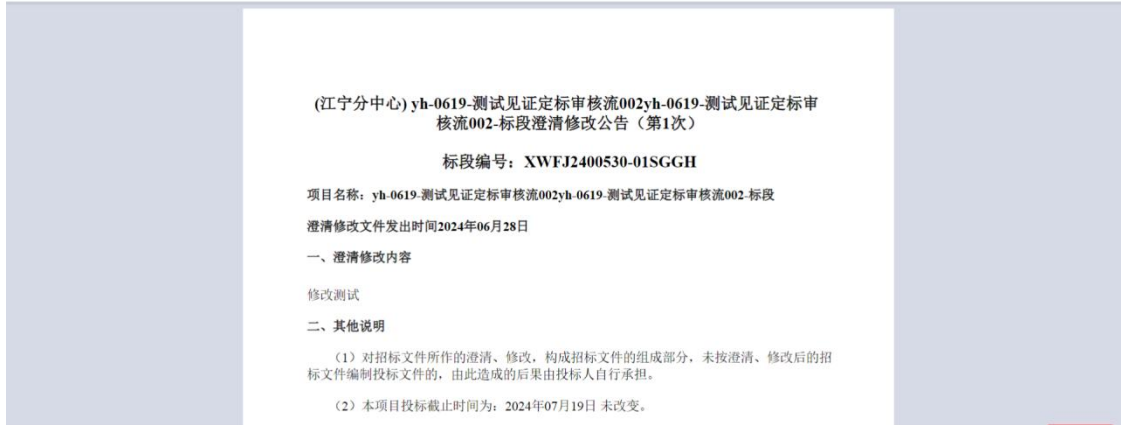 (江宁分中心) yh-0619-测试见证定标审核流002yh-0619-测试见证定标审
核流002-标段澄清修改公告（第1次）
标段编号：XWFJ2400530-01SGGH
项目名称：yh-0619-测试见证定标审核流002yh-0619-测试见证定标审核流002-标段
澄清修改文件发出时间2024年06月28日
一、澄清修改内容
修改测试
二、其他说明
（1）对招标文件所作的澄清、修改，构成招标文件的组成部分，未按澄清、修改后的招
标文件编制投标文件的，由此造成的后果由投标人自行承担。
（2）本项目投标截止时间为：2024年07月19日 未改变。